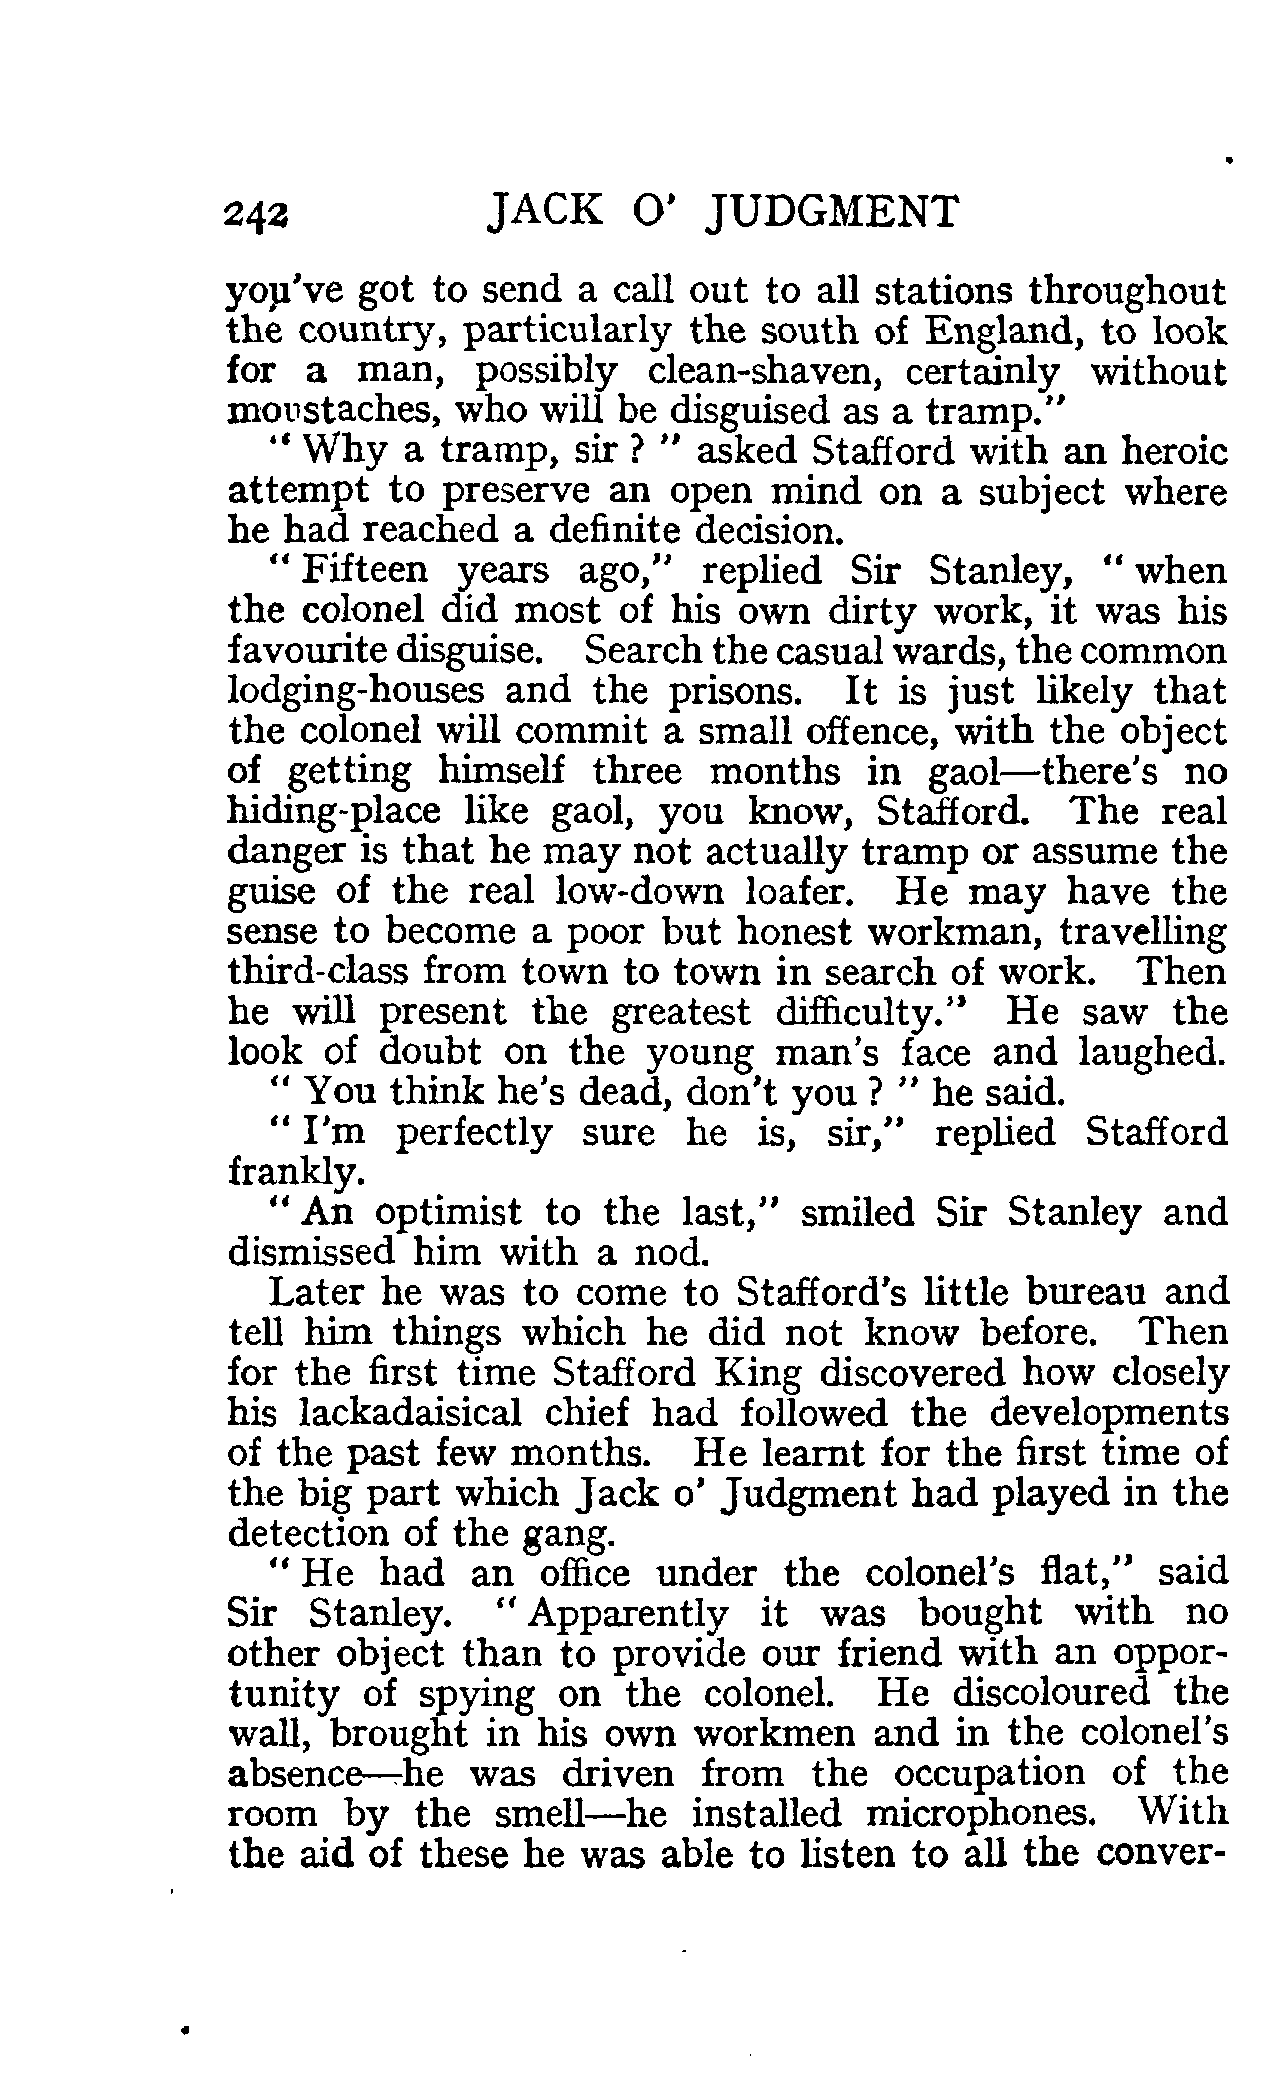 242 JACK O' JUDGMENT
you've got to send a call out to all stations throughout
the country, particularly the south of England, to look
for a man, possibly clean-shaven, certainly without
moustaches, who will be disguised as a tramp."
" Why a tramp, sir ? " asked Stafford with an heroic
attempt to preserve an open mind on a subject where
he had reached a definite decision.
" Fifteen years ago," replied Sir Stanley, " when
the colonel did most of his own dirty work, it was his
favourite disguise. Search the casual wards, the common
lodging-houses and the prisons. It is just likely that
the colonel will commit a small offence, with the object
of getting himself three months in gaol—there's no
hiding-place like gaol, you know, Stafford. The real
danger is that he may not actually tramp or assume the
guise of the real low-down loafer. He may have the
sense to become a poor but honest workman, travelling
third-class from town to town in search of work. Then
he will present the greatest difficulty." He saw the
look of doubt on the young man's face and laughed.
" You think he's dead, don't you ? " he said.
" I'm perfectly sure he is, sir," replied Stafford
frankly.
" An optimist to the last," smiled Sir Stanley and
dismissed him with a nod.
Later he was to come to Stafford's little bureau and
tell him things which he did not know before. Then
for the first time Stafford King discovered how closely
his lackadaisical chief had followed the developments
of the past few months. He learnt for the first time of
the big part which Jack o' Judgment had played in the
detection of the gang.
" He had an office under the colonel's flat," said
Sir Stanley. " Apparently it was bought with no
other object than to provide our friend with an oppor-
tunity of spying on the colonel. He discoloured the
wall, brought in his own workmen and in the colonel's
absence—he was driven from the occupation of the
room by the smell—he installed microphones. With
the aid of these he was able to listen to all the conver-